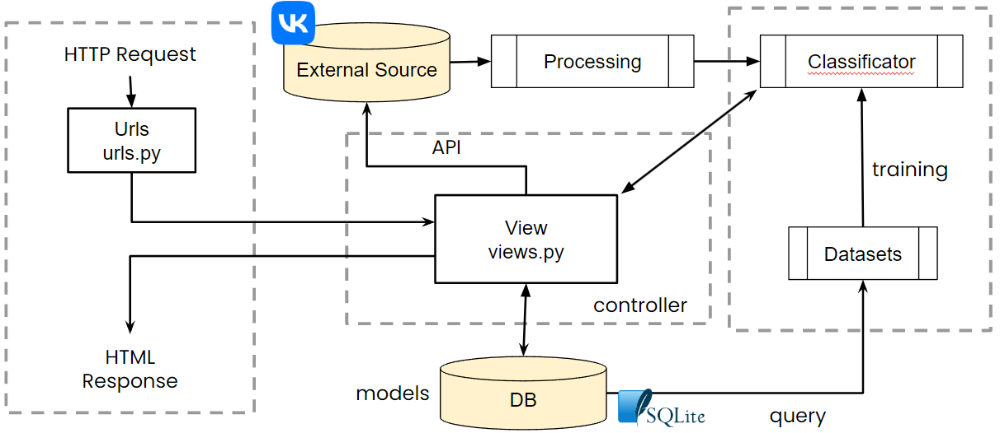 HTTP Request
External Source
Processing
Classificator
Urls
urls.py
API
training
View
views.py
Datasets
controller
HTML
Response
models
DB
SQLite
query